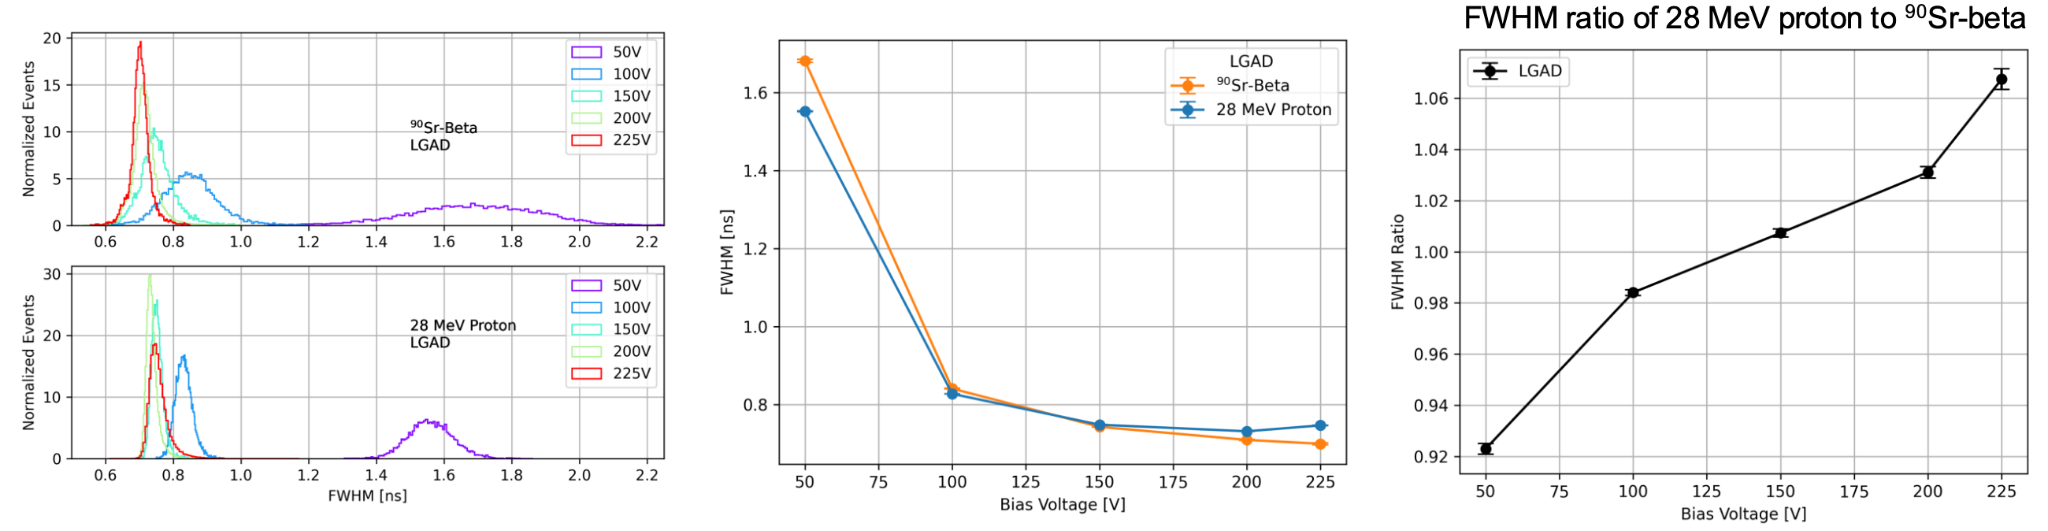 FWHM ratio of 28 MeV proton to ⁹⁰Sr-beta
Normalized Events
20
15
10
5
0
0.6 0.8 1.0 1.2 1.4 1.6 1.8 2.0 2.2
⁹⁰Sr-Beta
LGAD
50V
100V
150V
200V
225V
Normalized Events
30
20
10
0
0.6 0.8 1.0 1.2 1.4 1.6 1.8 2.0 2.2
FWHM [ns]
28 MeV Proton
LGAD
50V
100V
150V
200V
225V
FWHM [ns]
1.6
1.4
1.2
1.0
0.8
50 75 100 125 150 175 200 225
Bias Voltage [V]
LGAD
⁹⁰Sr-Beta
28 MeV Proton
FWHM Ratio
1.06
1.04
1.02
1.00
0.98
0.96
0.94
0.92
50 75 100 125 150 175 200 225
Bias Voltage [V]
LGAD